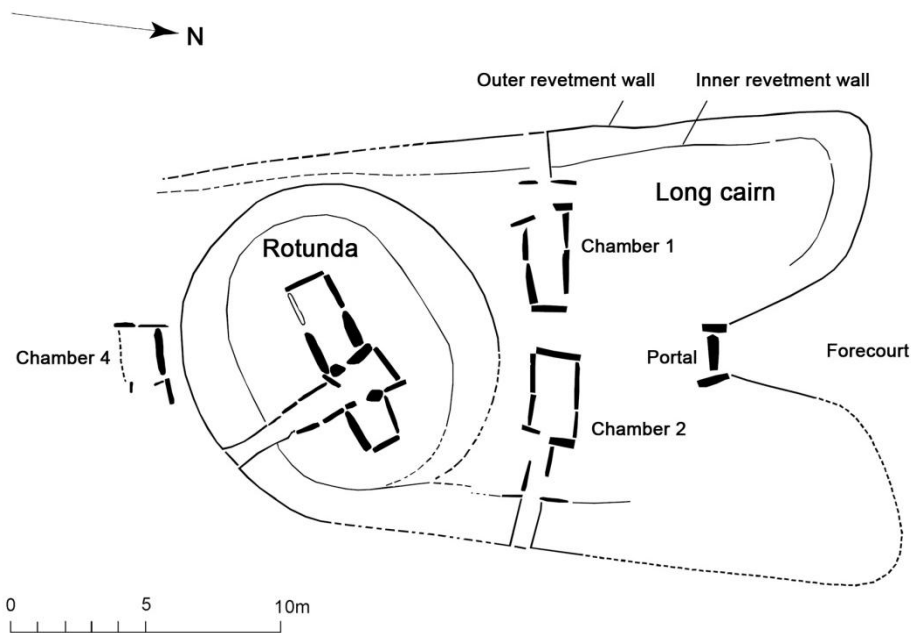 N
Outer revetment wall
Inner revetment wall
Long cairn
Rotunda
Chamber 1
Chamber 4
Portal
Forecourt
Chamber 2
0 5 10m